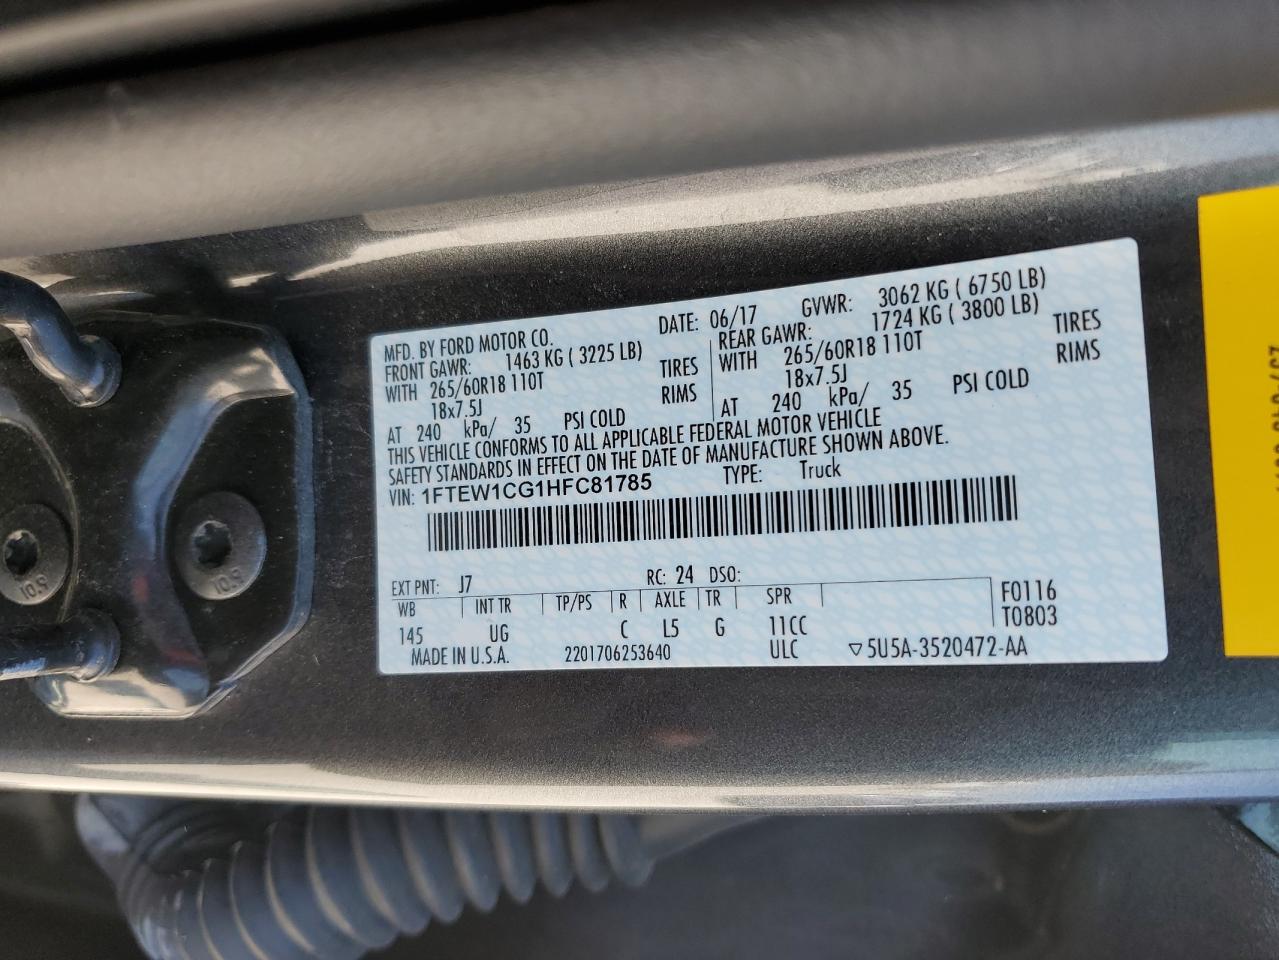 MFD. BY FORD MOTOR CO. DATE: 06/17 GVWR: 3062 KG ( 6750 LB)
FRONT GAWR: 1463 KG ( 3225 LB) REAR GAWR: 1724 KG ( 3800 LB)
WITH 265/60R18 110T TIRES WITH 265/60R18 110T TIRES
18x7.5J RIMS 18x7.5J RIMS
AT 240 kPa/ 35 PSI COLD AT 240 kPa/ 35 PSI COLD
THIS VEHICLE CONFORMS TO ALL APPLICABLE FEDERAL MOTOR VEHICLE
SAFETY STANDARDS IN EFFECT ON THE DATE OF MANUFACTURE SHOWN ABOVE.
VIN: 1FTEW1CG1HFC81785 TYPE: Truck
EXT PNT: J7 RC: 24 DSO:
WB INT TR TP/PS R AXLE TR SPR F0116
145 UG C L5 G 11CC T0803
MADE IN U.S.A. 2201706253640 ULC ▽5U5A-3520472-AA
10.9
10.9